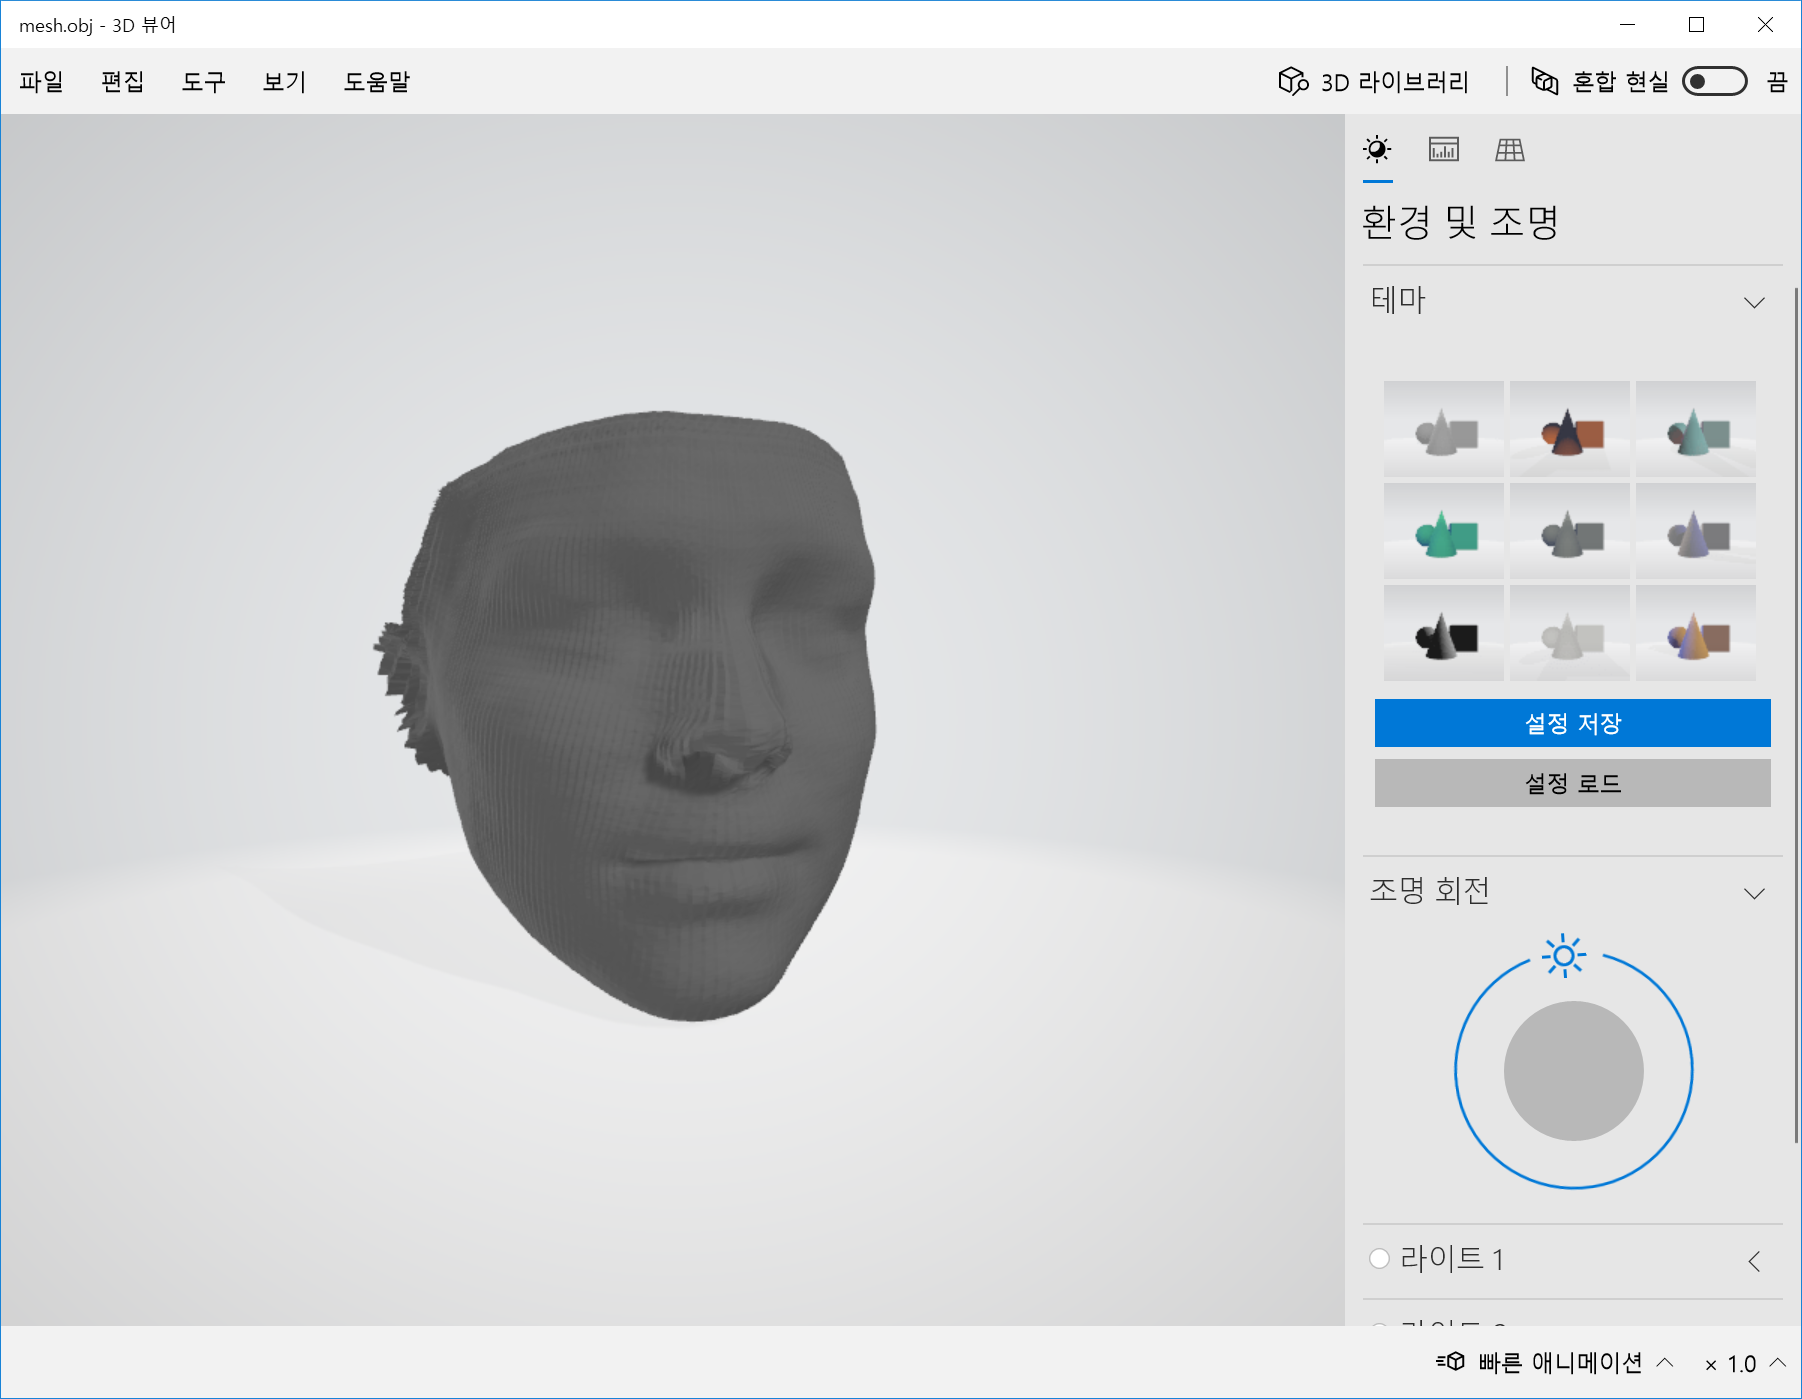 mesh.obj - 3D 뷰어
파일 편집 도구 보기 도움말 3D 라이브러리 혼합 현실 끔
환경 및 조명
테마
설정 저장
설정 로드
조명 회전
라이트 1
빠른 애니메이션 × 1.0